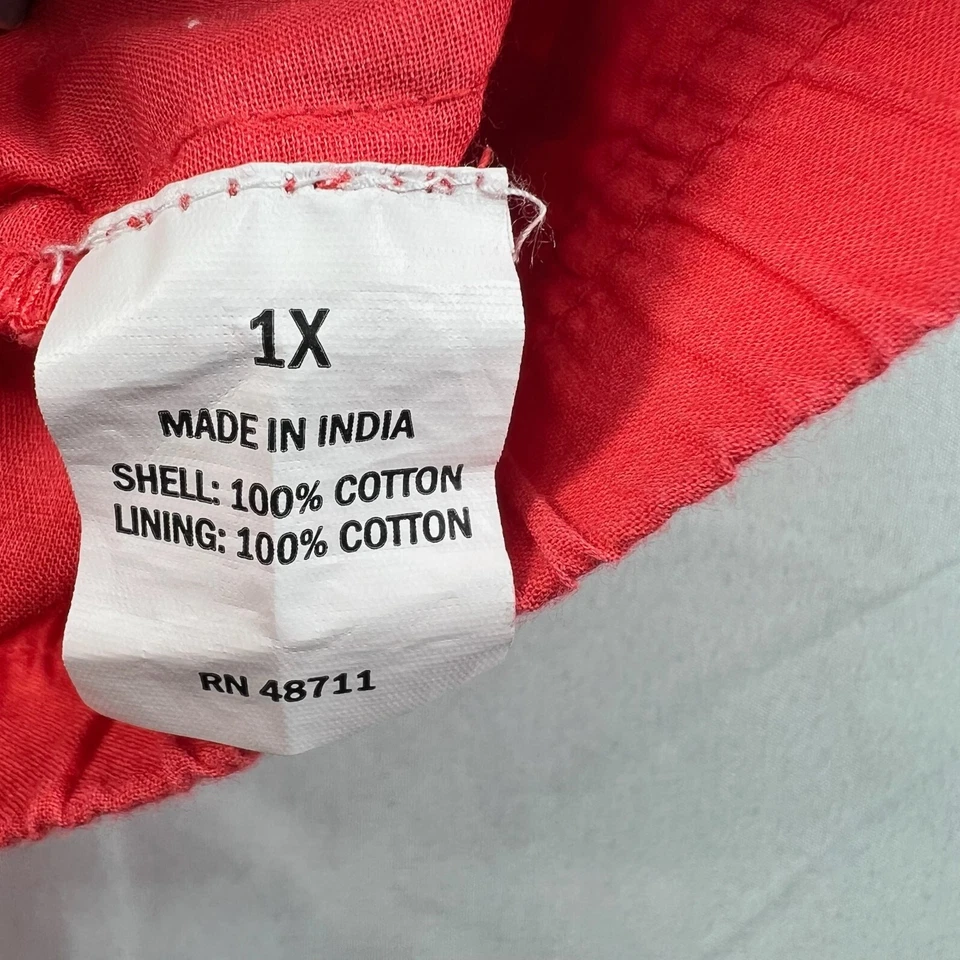 1X
MADE IN INDIA
SHELL: 100% COTTON
LINING: 100% COTTON
RN 48711